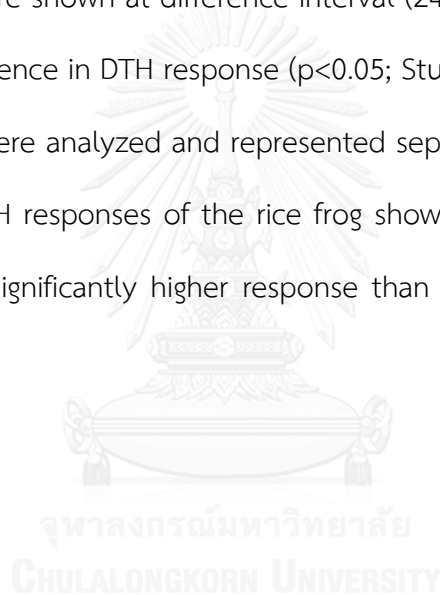 re shown at difference interval (24
ence in DTH response (p<0.05; Stu
ere analyzed and represented sep
H responses of the rice frog show
ignificantly higher response than
จุฬาลงกรณ์มหาวิทยาลัย
CHULALONGKORN UNIVERSITY